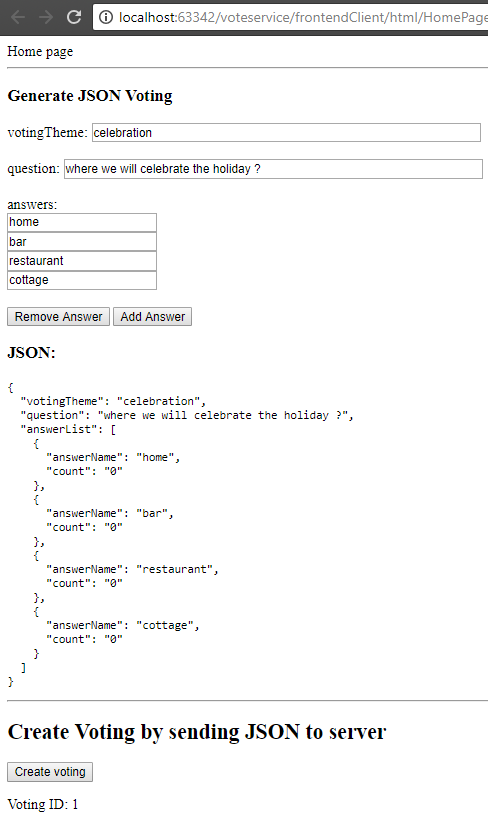 localhost:63342/voteservice/frontendClient/html/HomePage
Home page
Generate JSON Voting
votingTheme: celebration
question: where we will celebrate the holiday ?
answers:
home
bar
restaurant
cottage
Remove Answer Add Answer
JSON:
{
"votingTheme": "celebration",
"question": "where we will celebrate the holiday ?",
"answerList": [
{
"answerName": "home",
"count": "0"
},
{
"answerName": "bar",
"count": "0"
},
{
"answerName": "restaurant",
"count": "0"
},
{
"answerName": "cottage",
"count": "0"
}
]
}
Create Voting by sending JSON to server
Create voting
Voting ID: 1